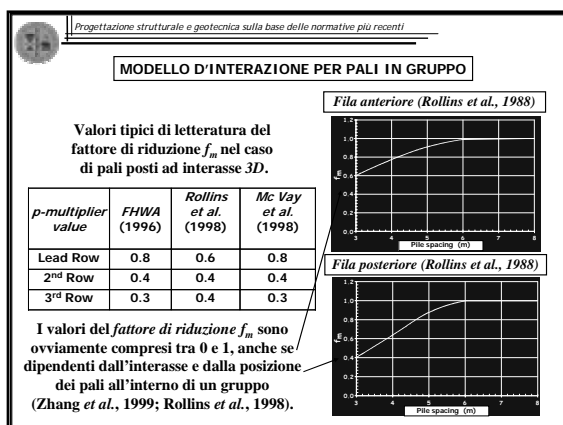 Progettazione strutturale e geotecnica sulla base delle normative più recenti
MODELLO D'INTERAZIONE PER PALI IN GRUPPO
Valori tipici di letteratura del
fattore di riduzione fm nel caso
di pali posti ad interasse 3D.
p-multiplier value FHWA (1996) Rollins et al. (1998) Mc Vay et al. (1998)
Lead Row 0.8 0.6 0.8
2nd Row 0.4 0.4 0.4
3rd Row 0.3 0.4 0.3
I valori del fattore di riduzione fm sono
ovviamente compresi tra 0 e 1, anche se
dipendenti dall'interasse e dalla posizione
dei pali all'interno di un gruppo
(Zhang et al., 1999; Rollins et al., 1998).
Fila anteriore (Rollins et al., 1988)
1.2
1.0
0.8
0.6
0.4
0.2
0.0
fm
3 4 5 6 7 8
Pile spacing (m)
Fila posteriore (Rollins et al., 1988)
1.2
1.0
0.8
0.6
0.4
0.2
0.0
fm
3 4 5 6 7 8
Pile spacing (m)